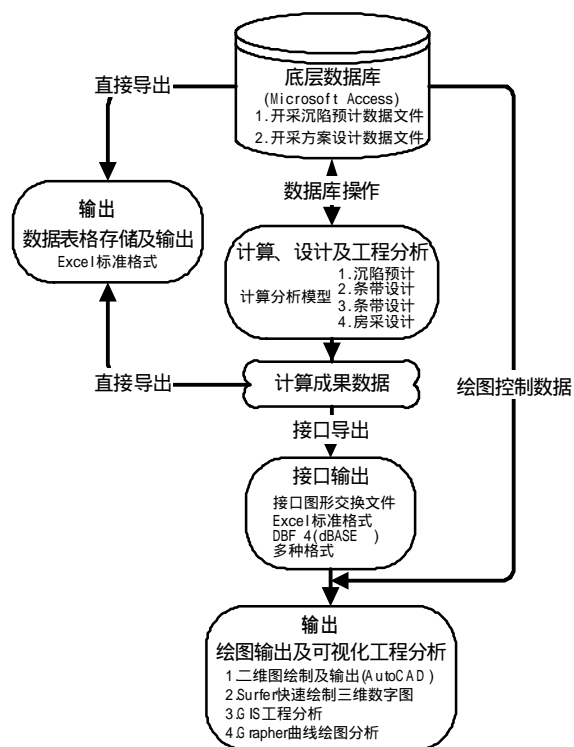 底层数据库
(Microsoft Access)
1.开采沉陷预计数据文件
2.开采方案设计数据文件
直接导出
数据库操作
输出
数据表格存储及输出
Excel标准格式
计算、设计及工程分析
计算分析模型
1.沉陷预计
2.条带设计
3.条带设计
4.房采设计
直接导出
计算成果数据
绘图控制数据
接口导出
接口输出
接口图形交换文件
Excel标准格式
DBF 4(dBASE )
多种格式
输出
绘图输出及可视化工程分析
1.二维图绘制及输出(AutoCAD)
2.Surfer快速绘制三维数字图
3.GIS工程分析
4.Grapher曲线绘图分析